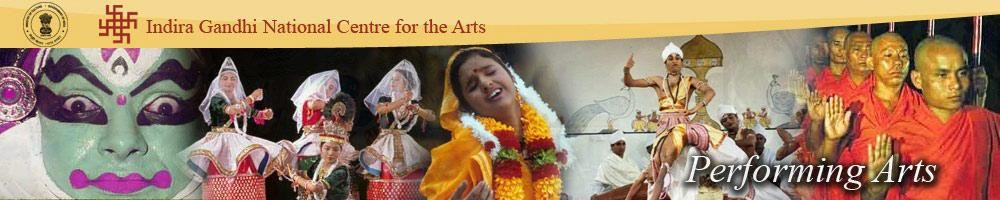 Indira Gandhi National Centre for the Arts
Performing Arts